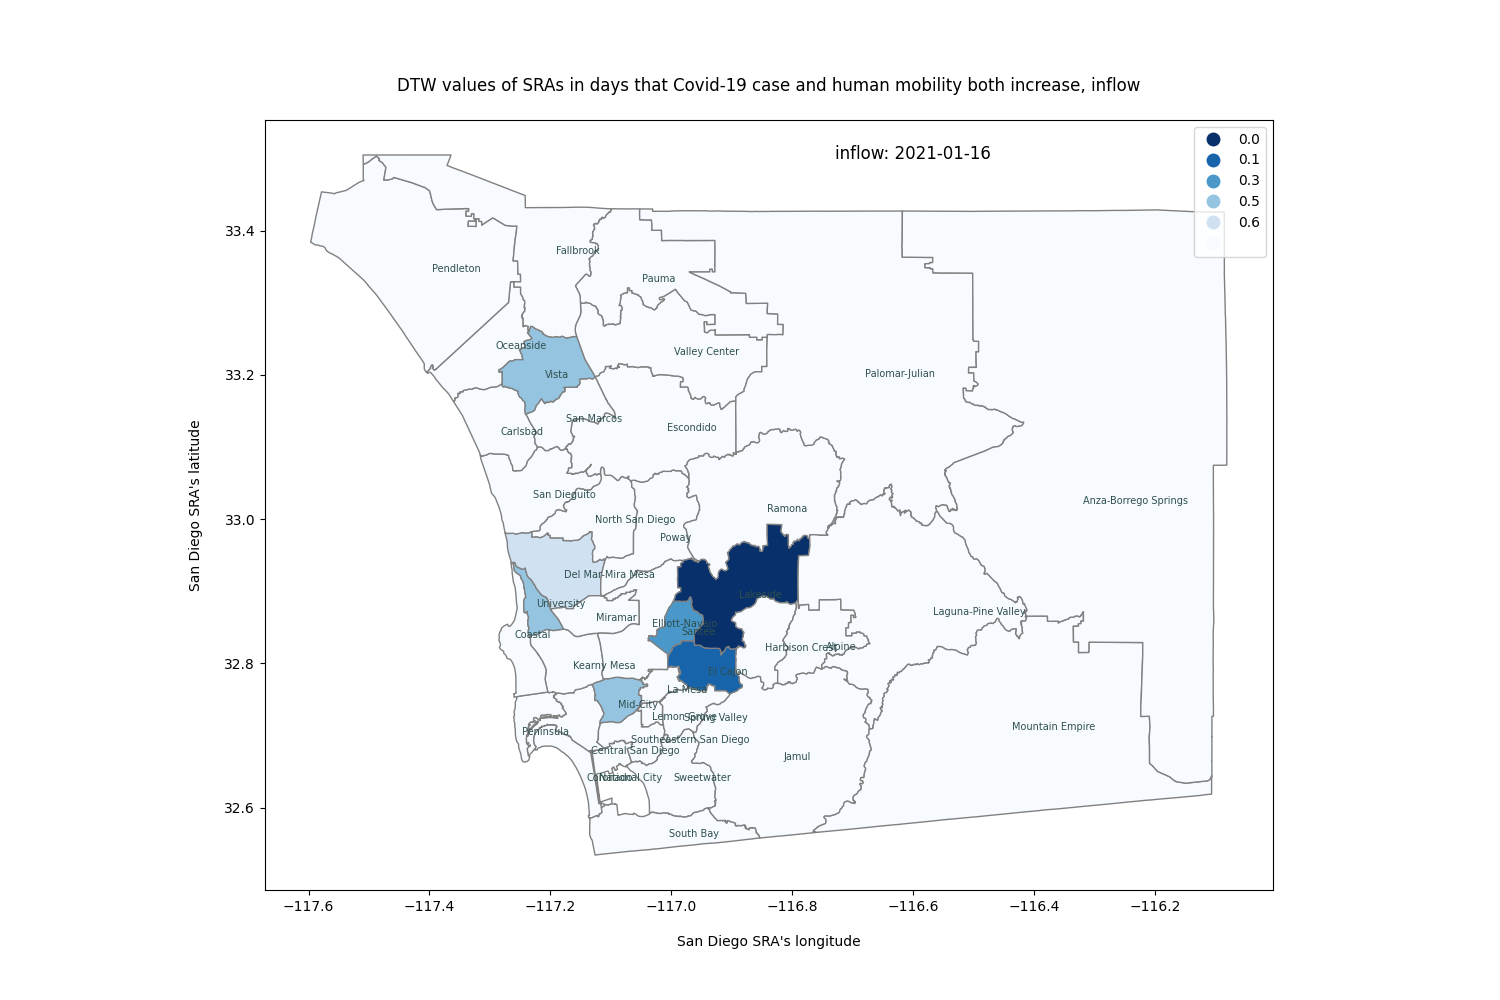 DTW values of SRAs in days that Covid-19 case and human mobility both increase, inflow
inflow: 2021-01-16
0.0
0.1
0.3
0.5
0.6
33.4
33.2
33.0
32.8
32.6
San Diego SRA's latitude
Fallbrook
Pendleton
Pauma
Oceanside
Valley Center
Vista
Palomar-Julian
San Marcos
Carlsbad
Escondido
San Dieguito
Anza-Borrego Springs
Ramona
North San Diego
Poway
Del Mar-Mira Mesa
Lakeside
University
Laguna-Pine Valley
Miramar
Elliott-Navajo
Santee
Coastal
Harbison Crest
Alpine
Kearny Mesa
El Cajon
La Mesa
Mid-City
Lemon Grove
Spring Valley
Mountain Empire
Peninsula
Southeastern San Diego
Central San Diego
Jamul
Coronado
National City
Sweetwater
South Bay
−117.6
−117.4
−117.2
−117.0
−116.8
−116.6
−116.4
−116.2
San Diego SRA's longitude